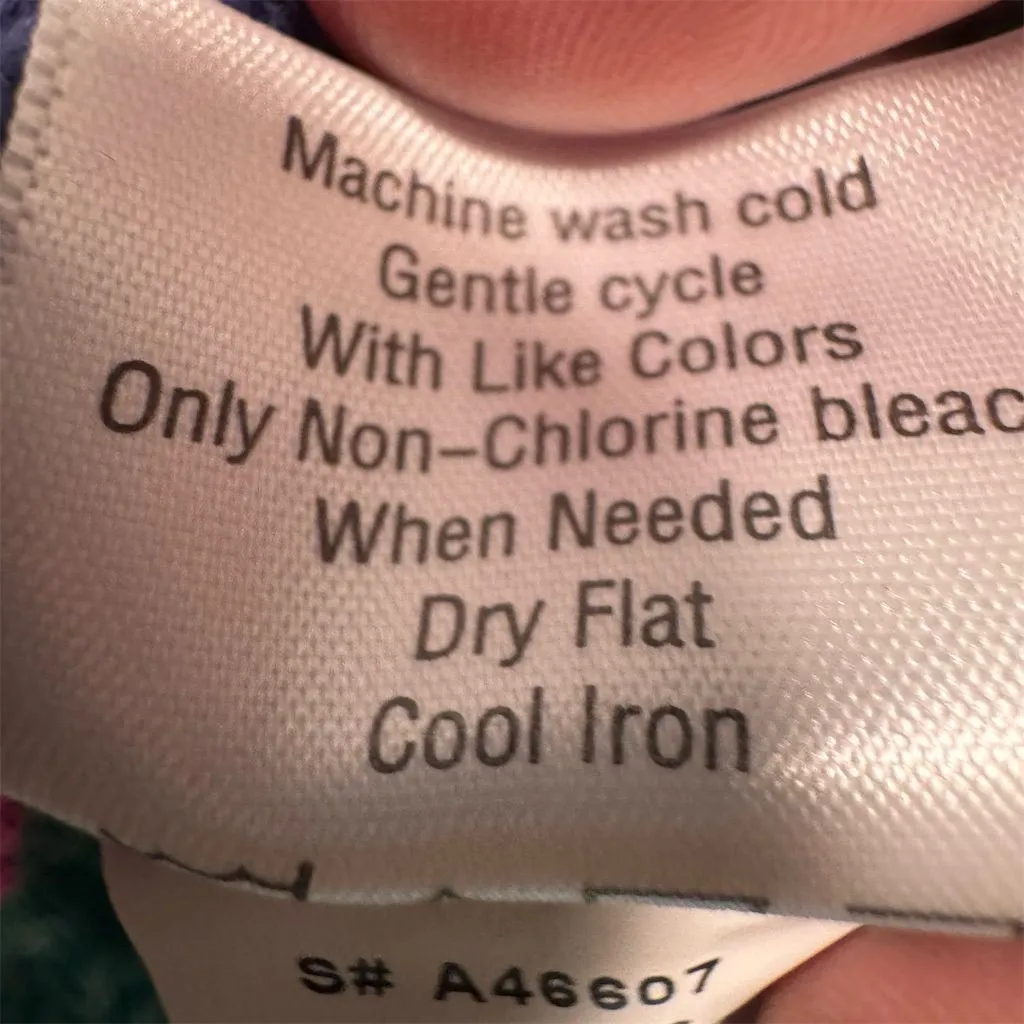 Machine wash cold
Gentle cycle
With Like Colors
Only Non-Chlorine bleac
When Needed
Dry Flat
Cool Iron
S# A46607